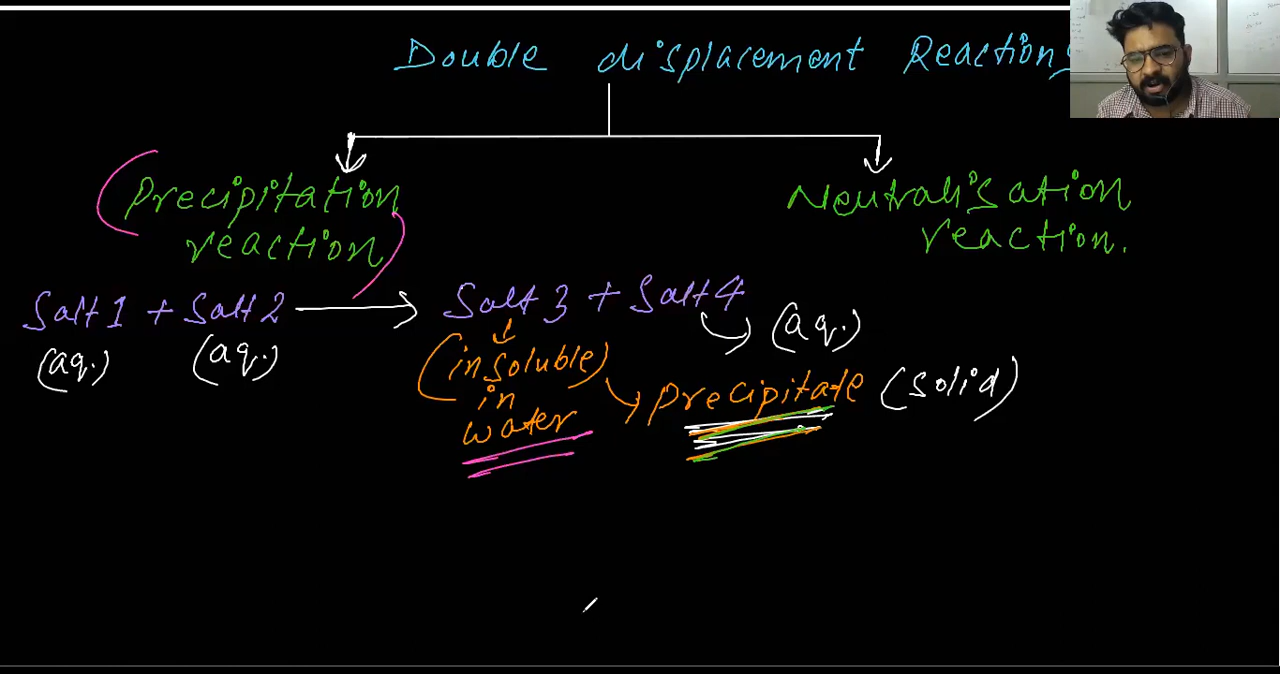 Double displacement Reactions
Precipitation
reaction
Neutralisation
reaction.
Salt 1 + Salt 2 → Salt 3 + Salt 4
(aq.) (aq.) (aq.)
(insoluble)
in
water
precipitate (solid)